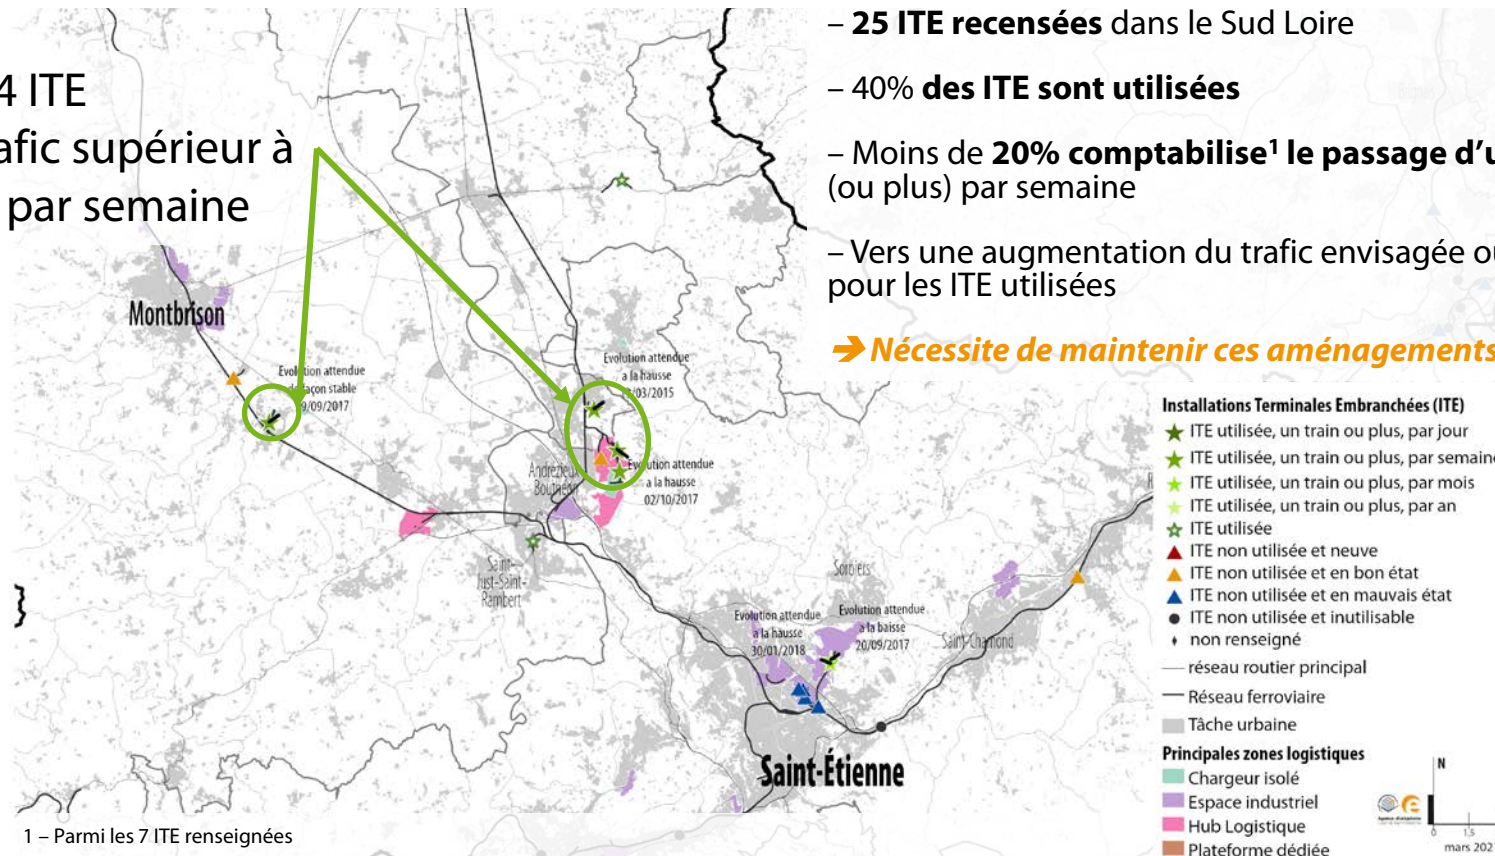 4 ITE
afic supérieur à
par semaine
– 25 ITE recensées dans le Sud Loire
– 40% des ITE sont utilisées
– Moins de 20% comptabilise¹ le passage d’u
(ou plus) par semaine
– Vers une augmentation du trafic envisagée ou
pour les ITE utilisées
➔ Nécessite de maintenir ces aménagements
Montbrison
Evolution attendue
de façon stable
9/09/2017
Evolution attendue
a la hausse
/03/2015
Andrézieux
Bouthéon
Evolution attendue
a la hausse
02/10/2017
Saint-
Just-Saint-
Rambert
Sorbiers
Evolution attendue
a la hausse
30/01/2018
Evolution attendue
a la baisse
20/09/2017
Saint-Chamond
Saint-Étienne
Installations Terminales Embranchées (ITE)
ITE utilisée, un train ou plus, par jour
ITE utilisée, un train ou plus, par semaine
ITE utilisée, un train ou plus, par mois
ITE utilisée, un train ou plus, par an
ITE utilisée
ITE non utilisée et neuve
ITE non utilisée et en bon état
ITE non utilisée et en mauvais état
ITE non utilisée et inutilisable
non renseigné
réseau routier principal
Réseau ferroviaire
Tâche urbaine
Principales zones logistiques
Chargeur isolé
Espace industriel
Hub Logistique
Plateforme dédiée
N
0 1,5
mars 202
1 – Parmi les 7 ITE renseignées